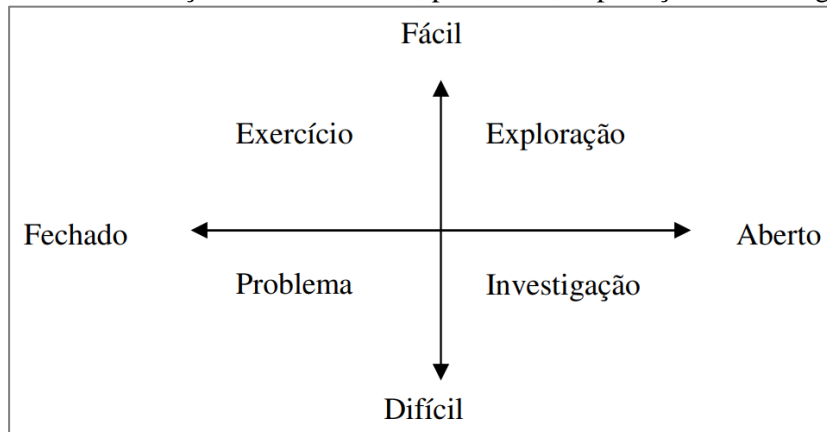 Fácil
Exercício Exploração
Fechado Aberto
Problema Investigação
Difícil